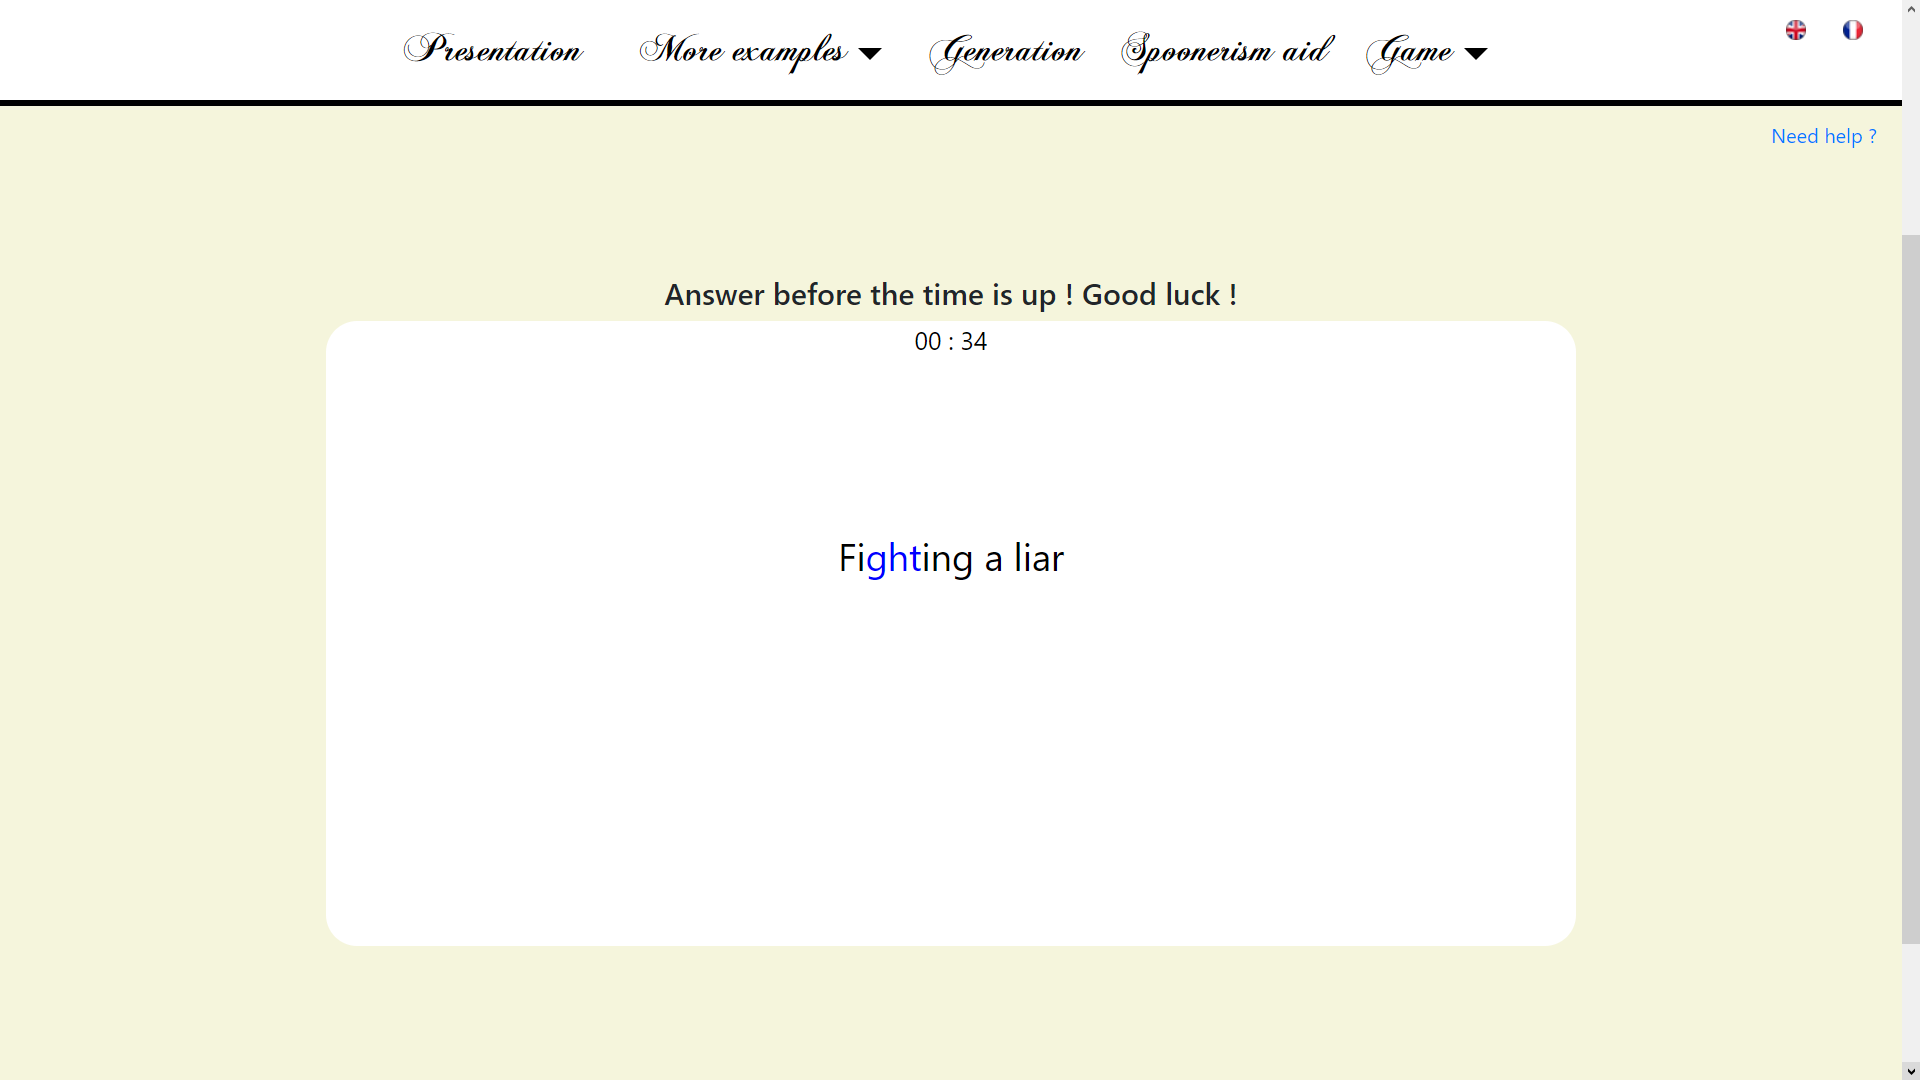 Presentation More examples Generation Spoonerism aid Game
Need help ?
Answer before the time is up ! Good luck !
00 : 34
Fighting a liar